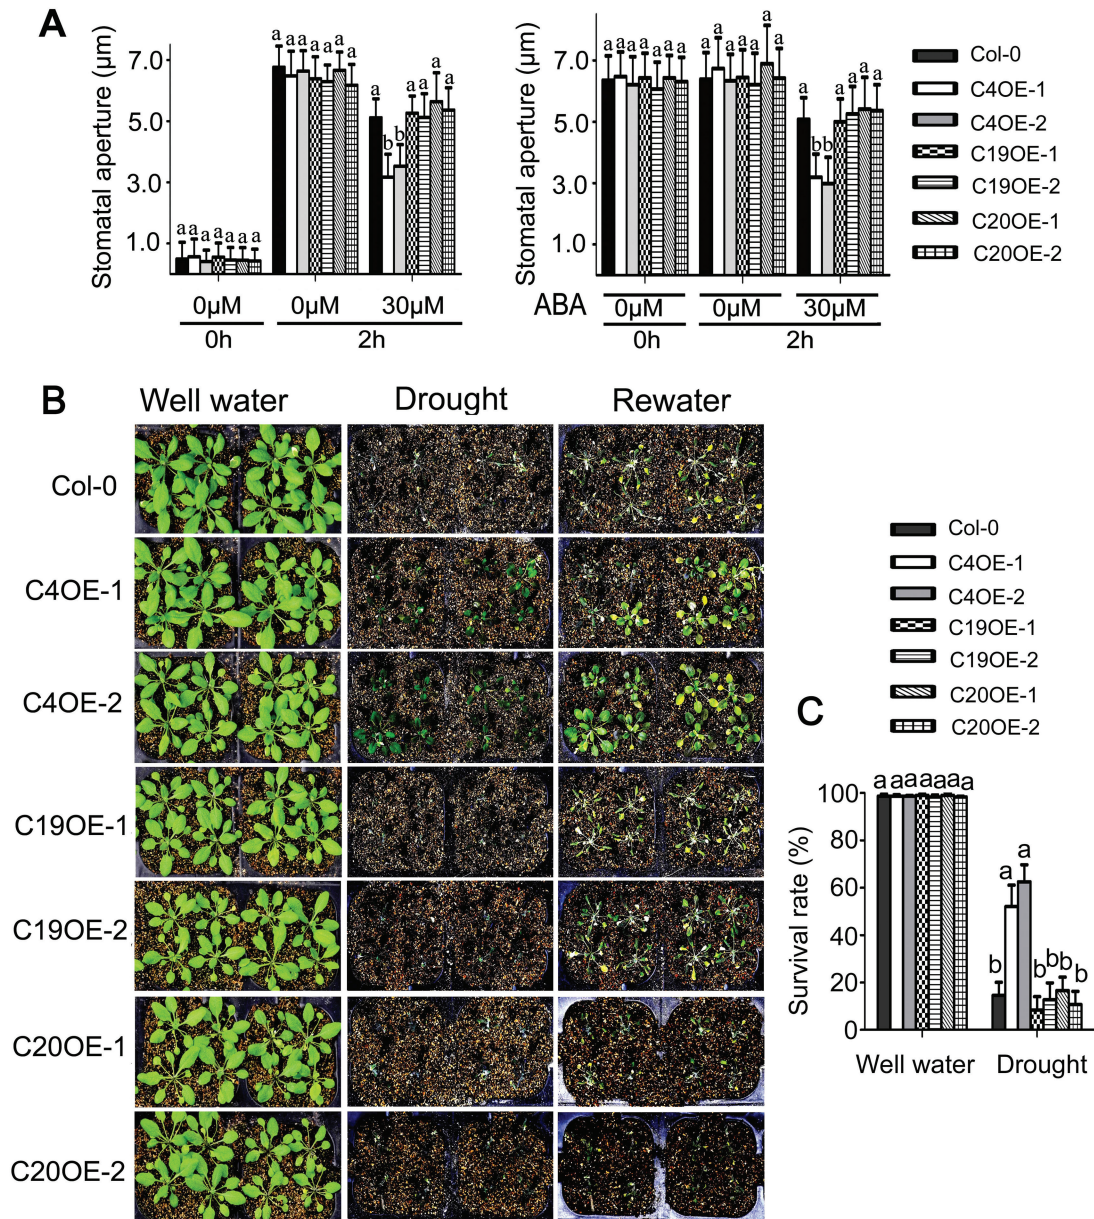 A
Stomatal aperture (µm)
7.0
5.0
3.0
1.0
a a a a a a a
a a a a a a a
a b b a a a a
0µM 0µM 30µM
0h 2h
Stomatal aperture (µm)
7.0
5.0
3.0
1.0
a a a a a a a
a a a a a a a
a b b a a a a
ABA 0µM 0µM 30µM
0h 2h
Col-0
C4OE-1
C4OE-2
C19OE-1
C19OE-2
C20OE-1
C20OE-2
B
Well water Drought Rewater
Col-0
C4OE-1
C4OE-2
C19OE-1
C19OE-2
C20OE-1
C20OE-2
Col-0
C4OE-1
C4OE-2
C19OE-1
C19OE-2
C20OE-1
C20OE-2
C
Survival rate (%)
100
80
60
40
20
0
a a a a a a a
b a a b b b b
Well water Drought